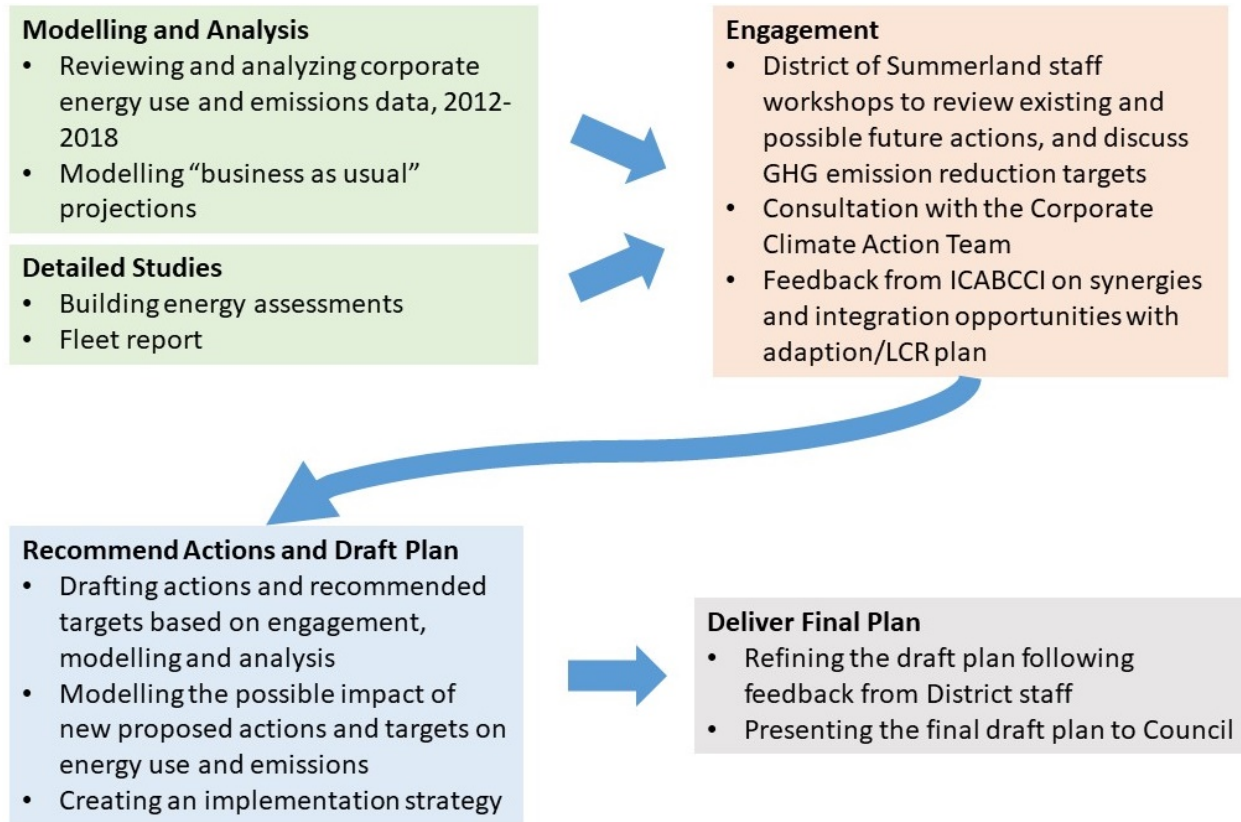 Modelling and Analysis
• Reviewing and analyzing corporate
energy use and emissions data, 2012-
2018
• Modelling “business as usual”
projections
Detailed Studies
• Building energy assessments
• Fleet report
Engagement
• District of Summerland staff
workshops to review existing and
possible future actions, and discuss
GHG emission reduction targets
• Consultation with the Corporate
Climate Action Team
• Feedback from ICABCCI on synergies
and integration opportunities with
adaption/LCR plan
Recommend Actions and Draft Plan
• Drafting actions and recommended
targets based on engagement,
modelling and analysis
• Modelling the possible impact of
new proposed actions and targets on
energy use and emissions
• Creating an implementation strategy
Deliver Final Plan
• Refining the draft plan following
feedback from District staff
• Presenting the final draft plan to Council